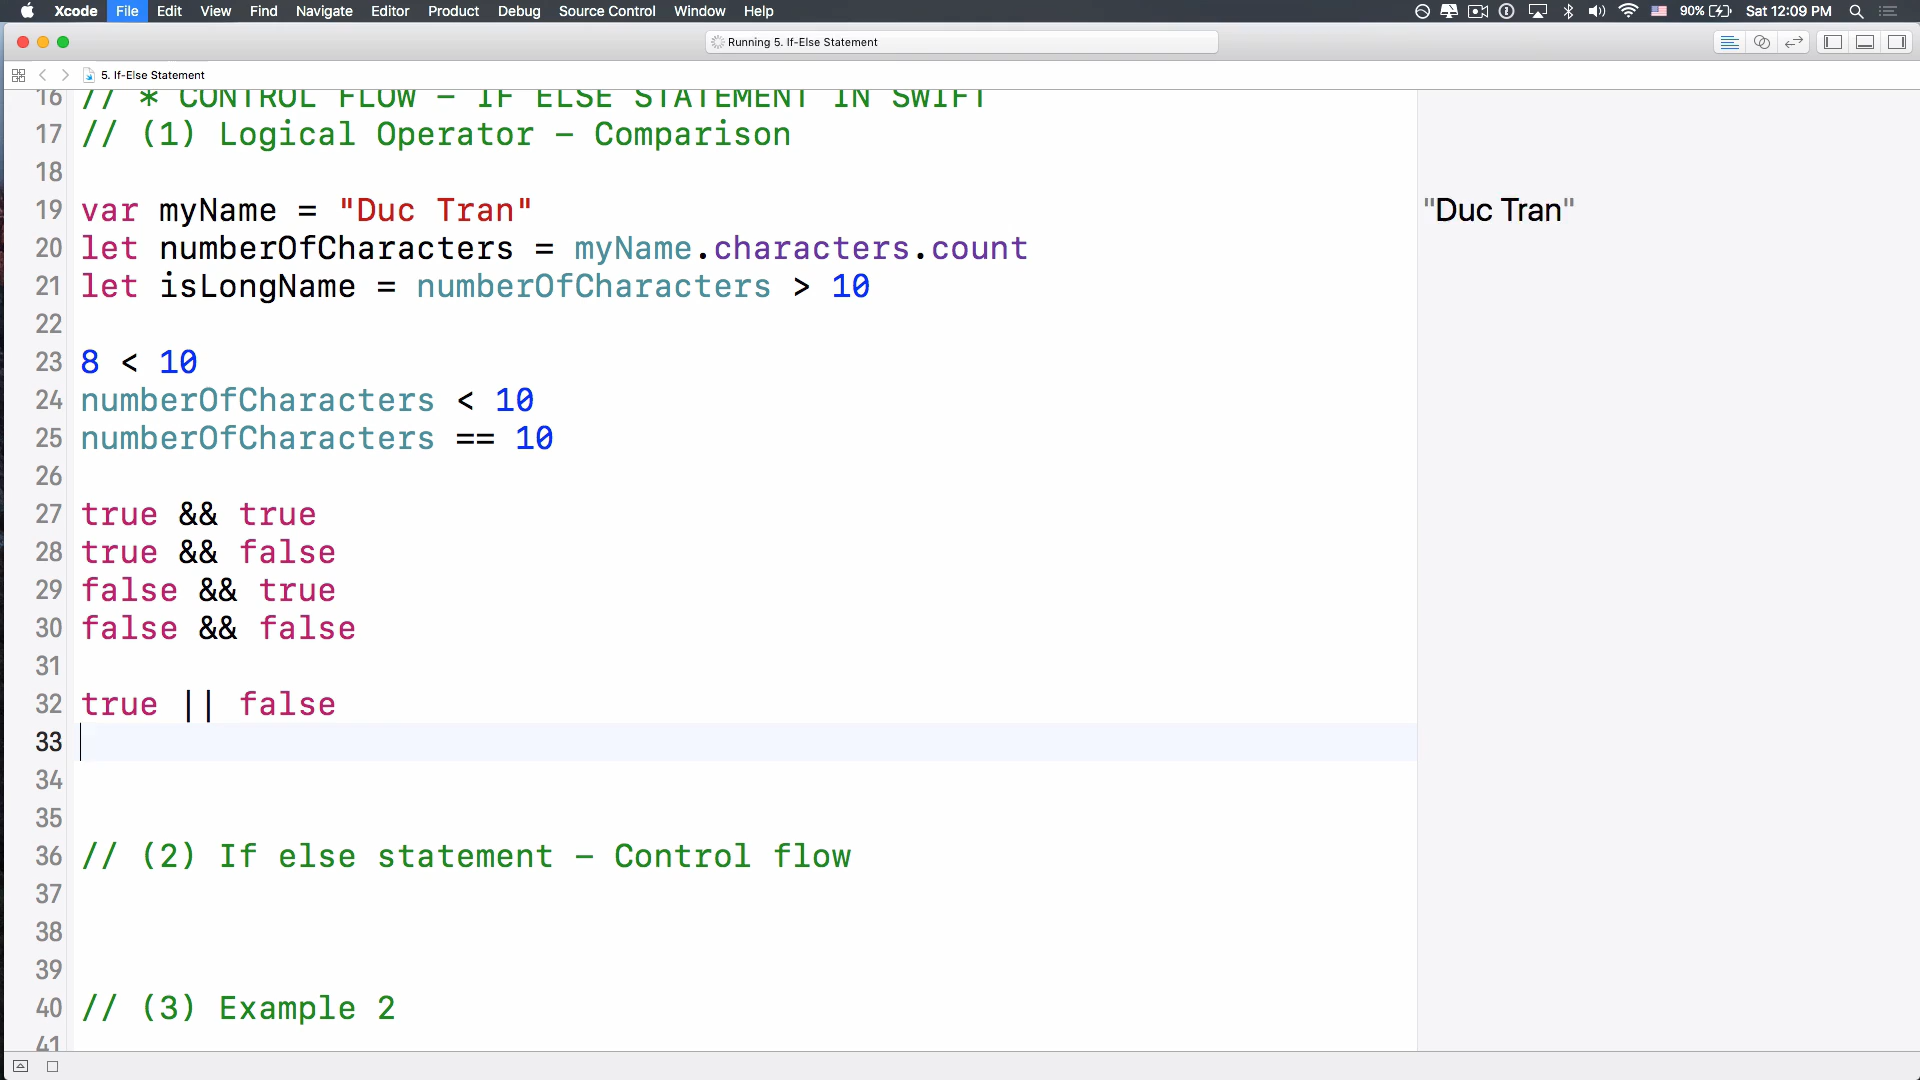 Xcode File Edit View Find Navigate Editor Product Debug Source Control Window Help 90% Sat 12:09 PM
Running 5. If-Else Statement
5. If-Else Statement
16 // * CONTROL FLOW – IF ELSE STATEMENT IN SWIFT
17 // (1) Logical Operator – Comparison
18
19 var myName = "Duc Tran" "Duc Tran"
20 let numberOfCharacters = myName.characters.count
21 let isLongName = numberOfCharacters > 10
22
23 8 < 10
24 numberOfCharacters < 10
25 numberOfCharacters == 10
26
27 true && true
28 true && false
29 false && true
30 false && false
31
32 true || false
33
34
35
36 // (2) If else statement – Control flow
37
38
39
40 // (3) Example 2
41